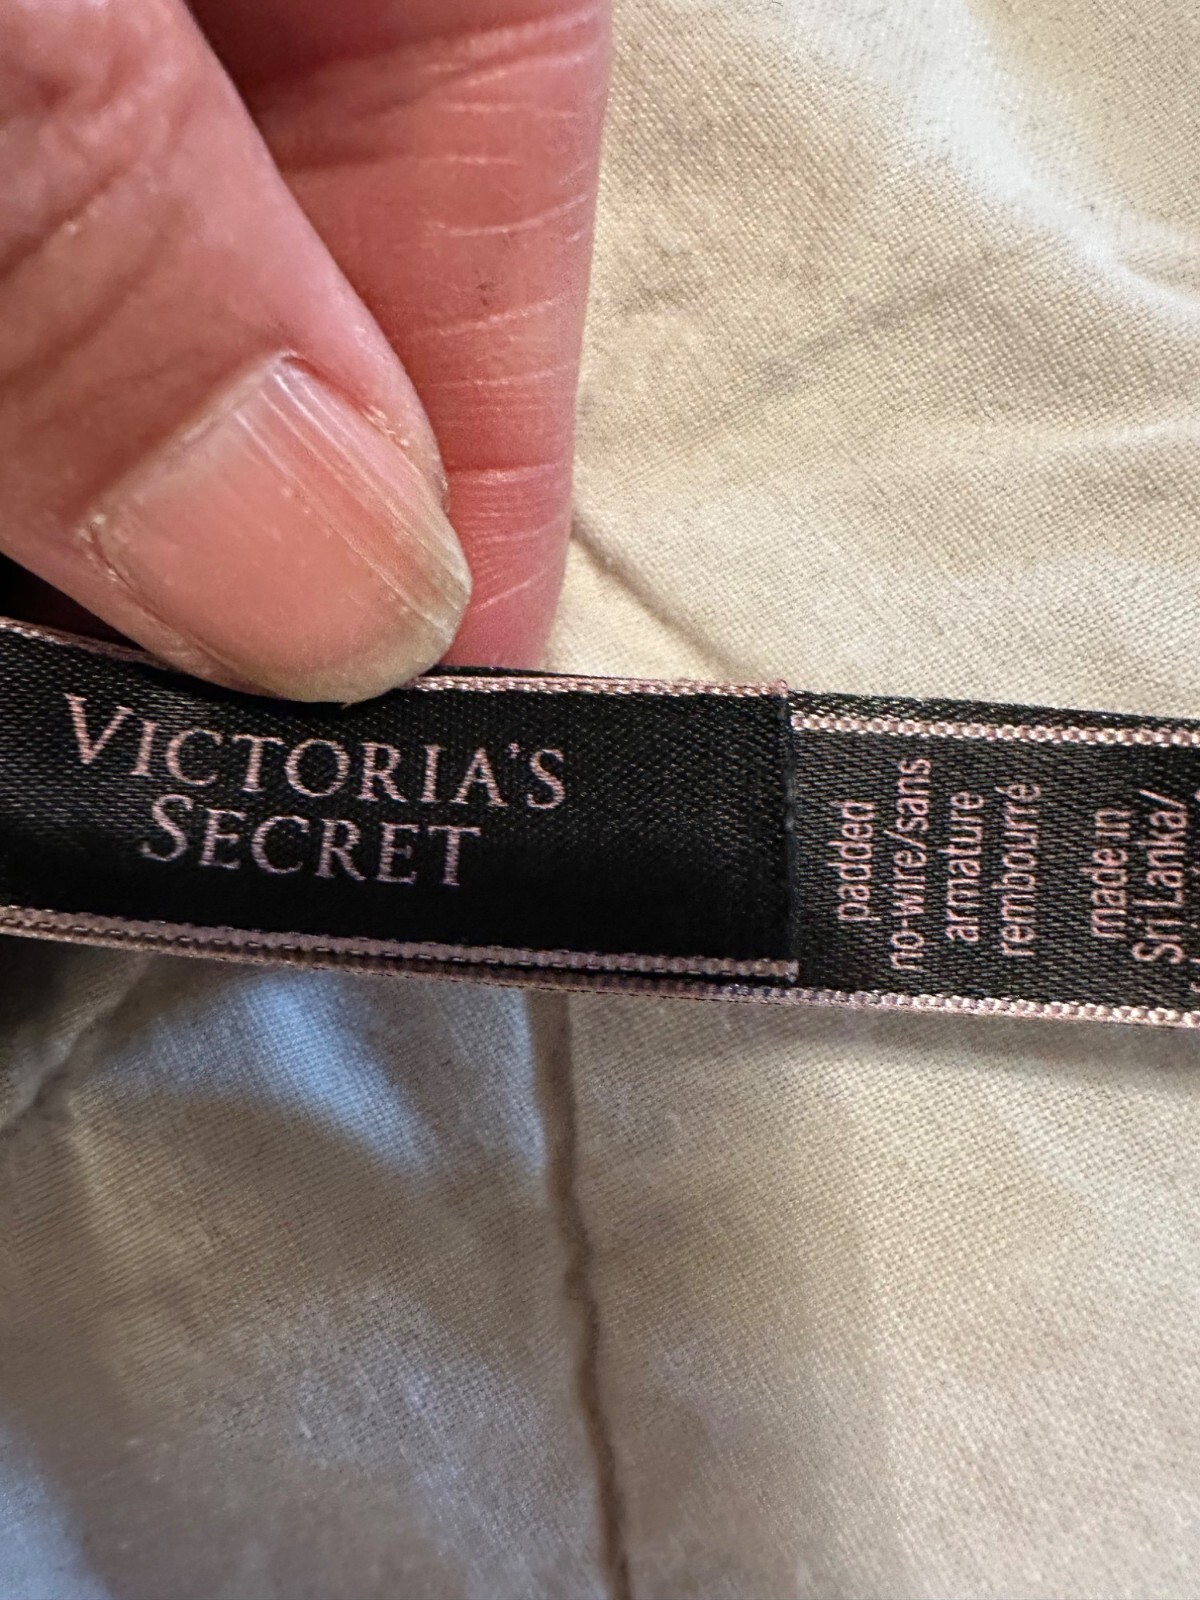 VICTORIA'S
SECRET
padded
no-wire/sans
armature
rembourré
made in
Sri Lanka/